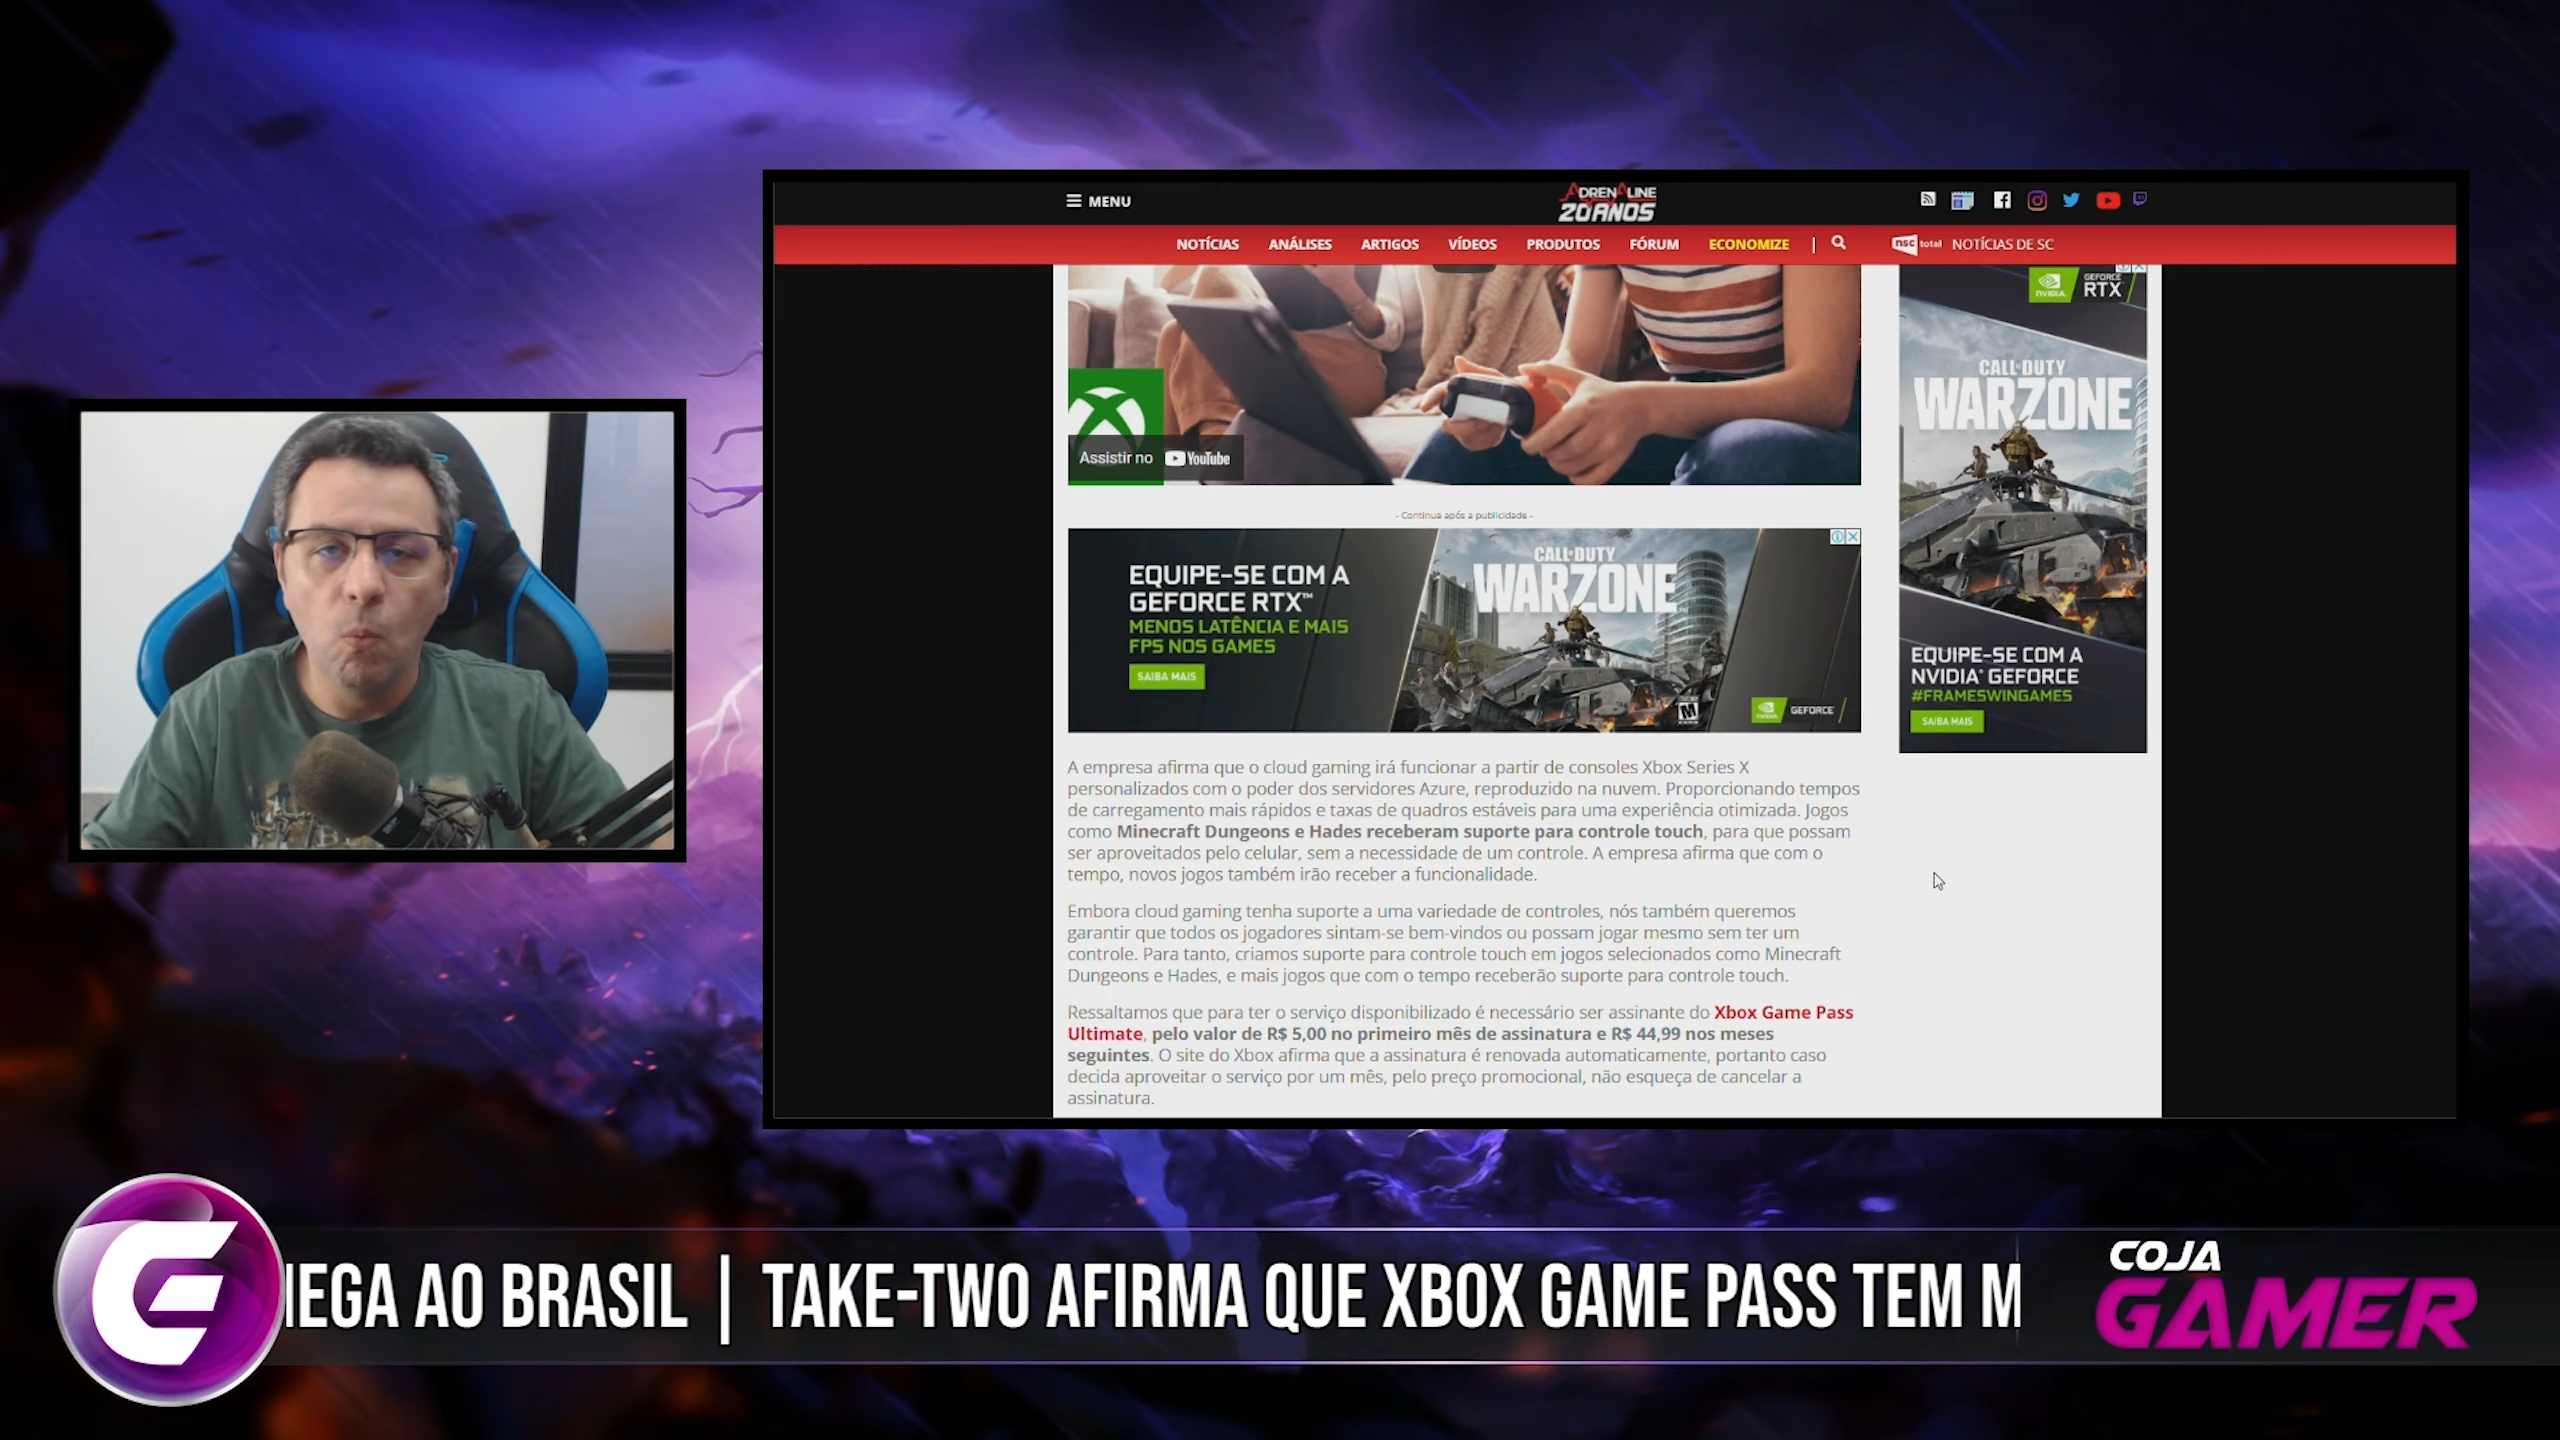 MENU
ADRENALINE
20 ANOS
NOTÍCIAS ANÁLISES ARTIGOS VÍDEOS PRODUTOS FÓRUM ECONOMIZE | nsc total NOTÍCIAS DE SC
Assistir no YouTube
- Continua após a publicidade -
EQUIPE-SE COM A
GEFORCE RTX™
MENOS LATÊNCIA E MAIS
FPS NOS GAMES
SAIBA MAIS
CALL·DUTY
WARZONE
M
NVIDIA. GEFORCE
NVIDIA. GEFORCE
RTX
CALL·DUTY
WARZONE
EQUIPE-SE COM A
NVIDIA® GEFORCE
#FRAMESWINGAMES
SAIBA MAIS
A empresa afirma que o cloud gaming irá funcionar a partir de consoles Xbox Series X
personalizados com o poder dos servidores Azure, reproduzido na nuvem. Proporcionando tempos
de carregamento mais rápidos e taxas de quadros estáveis para uma experiência otimizada. Jogos
como Minecraft Dungeons e Hades receberam suporte para controle touch, para que possam
ser aproveitados pelo celular, sem a necessidade de um controle. A empresa afirma que com o
tempo, novos jogos também irão receber a funcionalidade.
Embora cloud gaming tenha suporte a uma variedade de controles, nós também queremos
garantir que todos os jogadores sintam-se bem-vindos ou possam jogar mesmo sem ter um
controle. Para tanto, criamos suporte para controle touch em jogos selecionados como Minecraft
Dungeons e Hades, e mais jogos que com o tempo receberão suporte para controle touch.
Ressaltamos que para ter o serviço disponibilizado é necessário ser assinante do Xbox Game Pass
Ultimate, pelo valor de R$ 5,00 no primeiro mês de assinatura e R$ 44,99 nos meses
seguintes. O site do Xbox afirma que a assinatura é renovada automaticamente, portanto caso
decida aproveitar o serviço por um mês, pelo preço promocional, não esqueça de cancelar a
assinatura.
HEGA AO BRASIL | TAKE-TWO AFIRMA QUE XBOX GAME PASS TEM M
COJA
GAMER